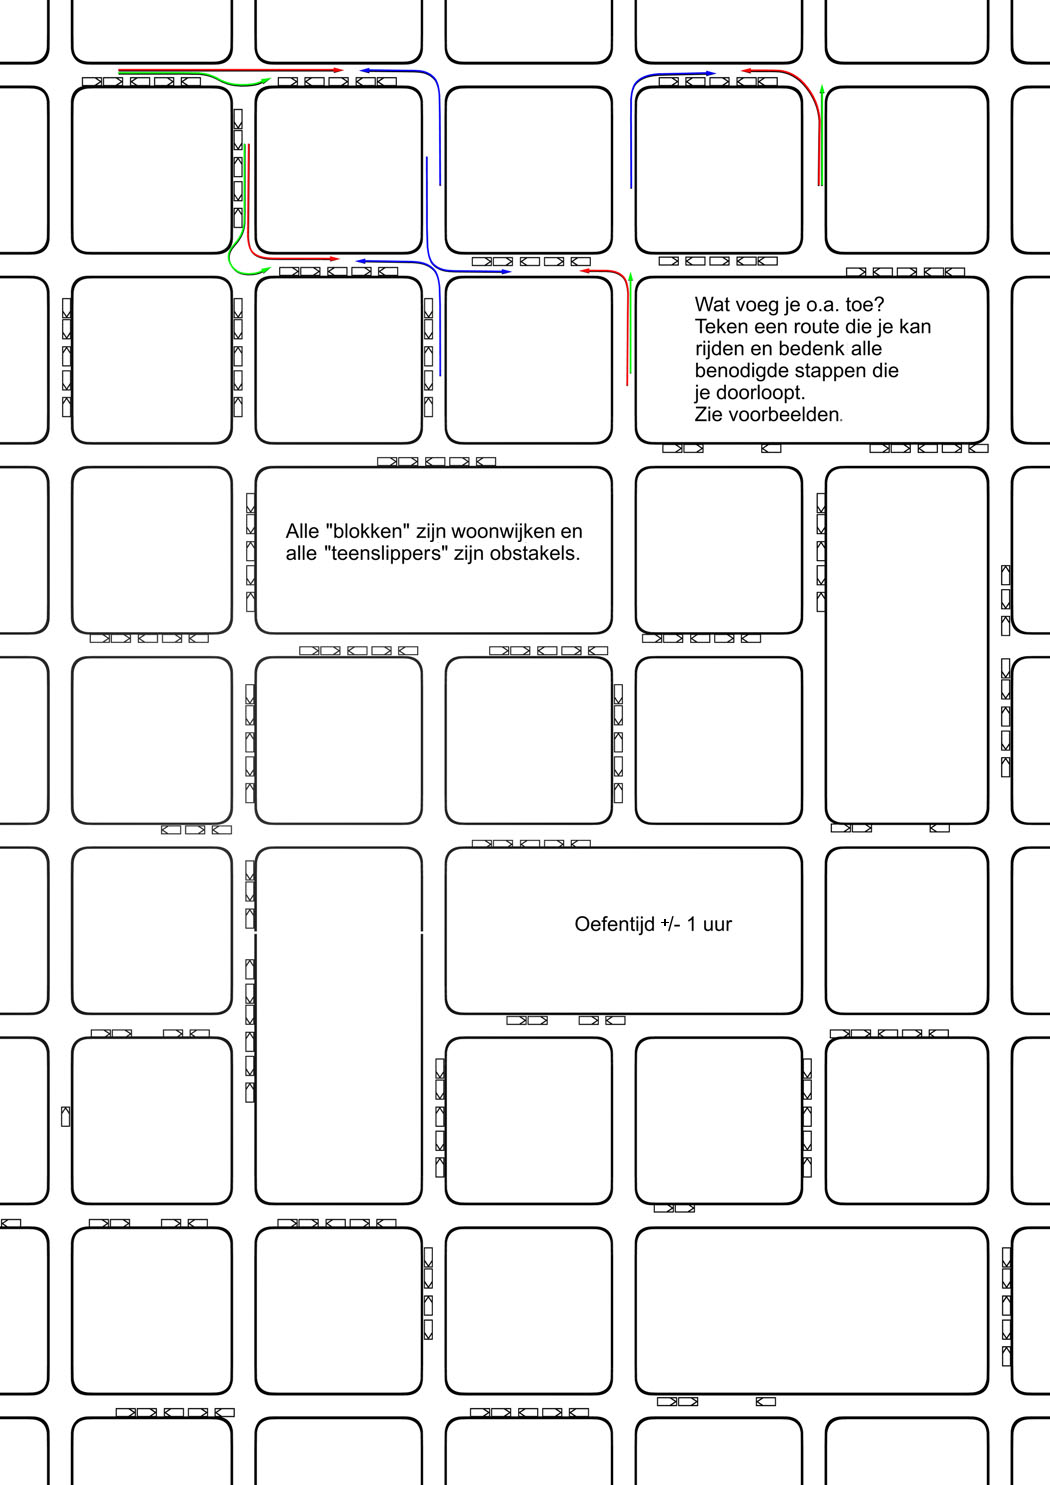 Wat voeg je o.a. toe?
Teken een route die je kan
rijden en bedenk alle
benodigde stappen die
je doorloopt.
Zie voorbeelden.
Alle "blokken" zijn woonwijken en
alle "teenslippers" zijn obstakels.
Oefentijd +/- 1 uur